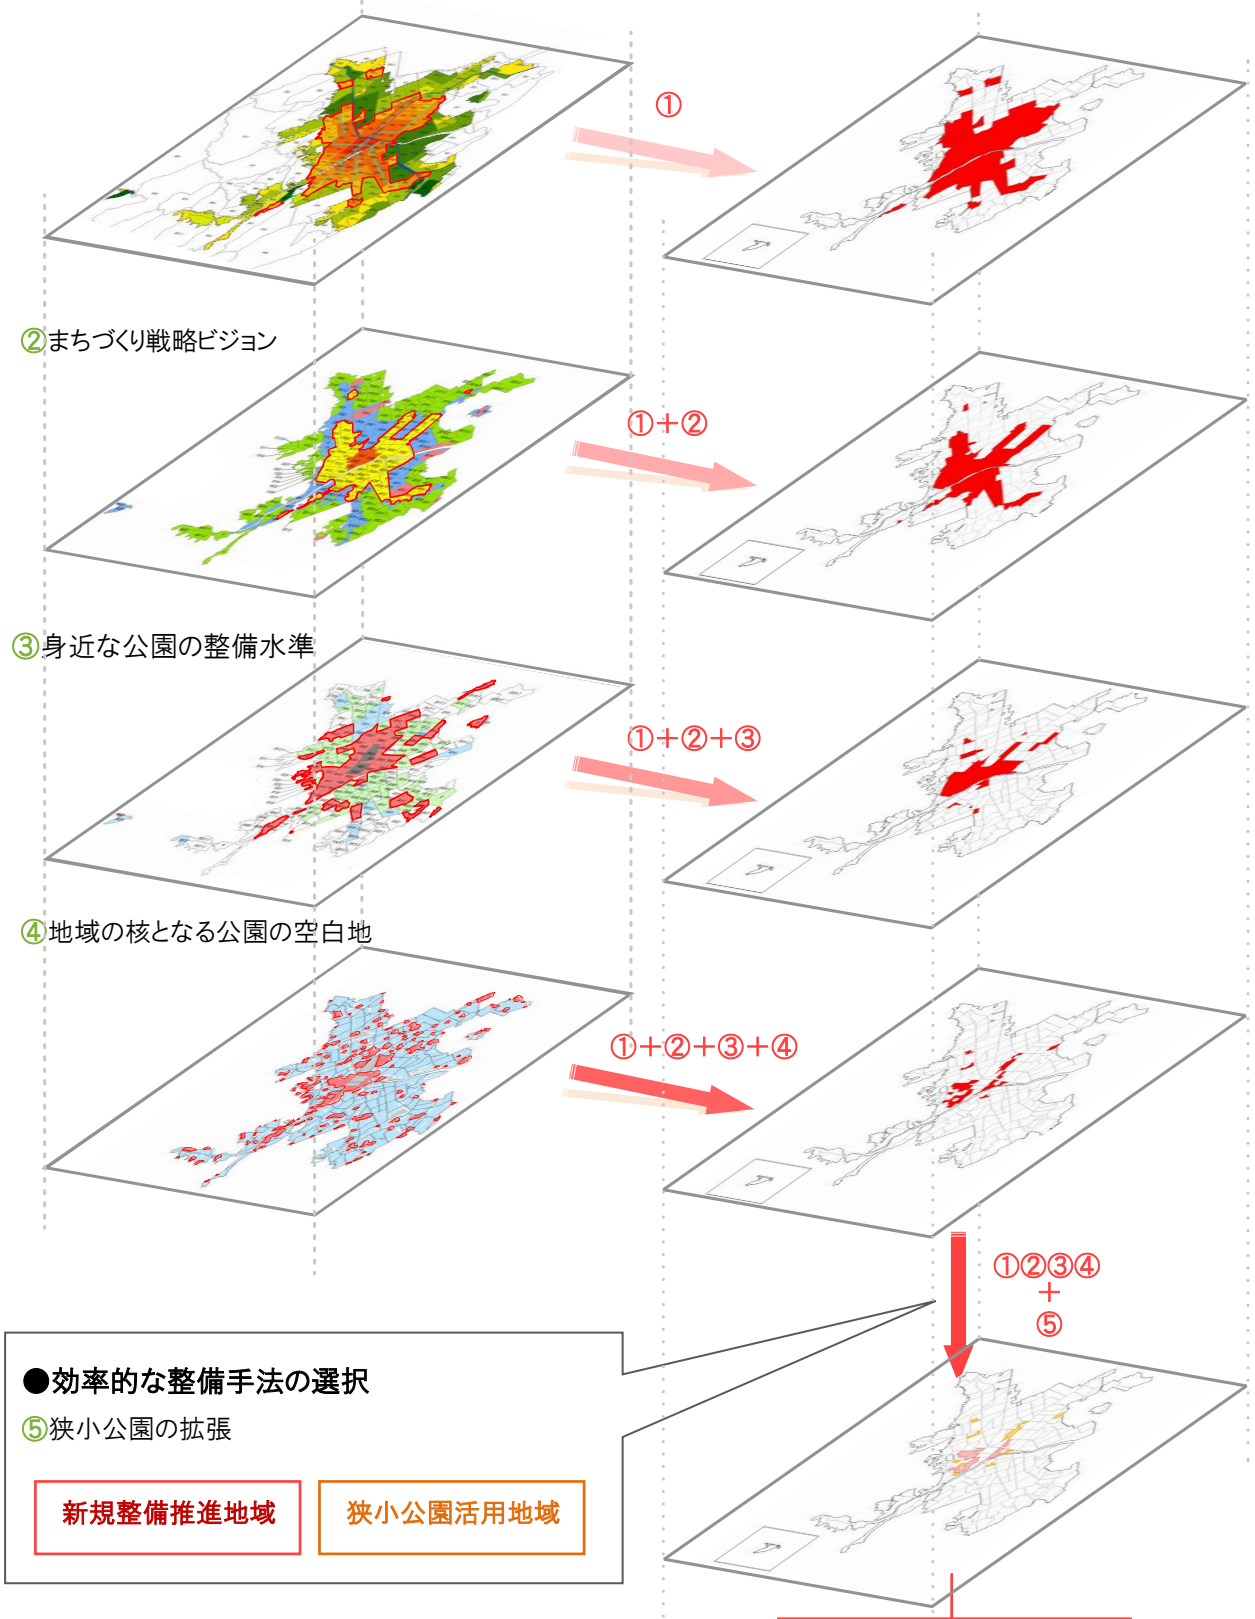 ①
②まちづくり戦略ビジョン
①+②
③身近な公園の整備水準
①+②+③
④地域の核となる公園の空白地
①+②+③+④
①②③④
+
⑤
●効率的な整備手法の選択
⑤狭小公園の拡張
新規整備推進地域
狭小公園活用地域